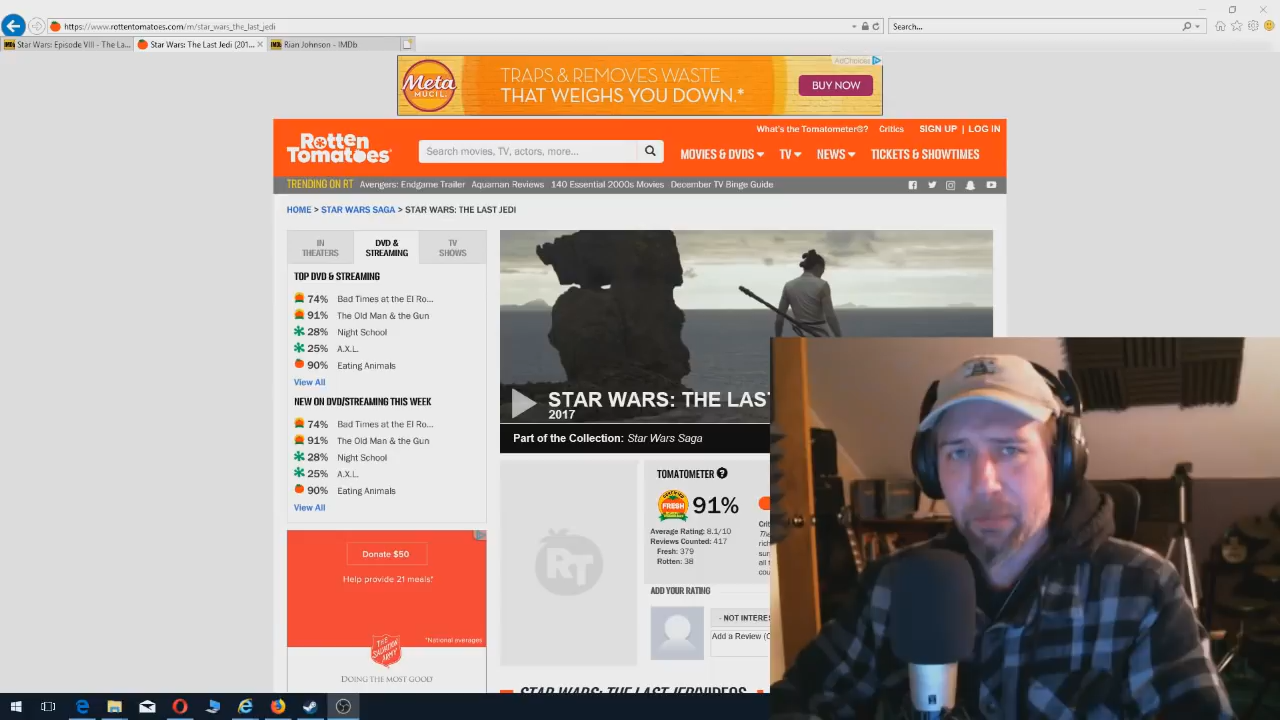 https://www.rottentomatoes.com/m/star_wars_the_last_jedi
Search...
Star Wars: Episode VIII - The La...
Star Wars: The Last Jedi (201...
Rian Johnson - IMDb
AdChoices
Meta
MUCIL
TRAPS & REMOVES WASTE
THAT WEIGHS YOU DOWN.*
BUY NOW
What's the Tomatometer®?
Critics
SIGN UP | LOG IN
Rotten
Tomatoes
Search movies, TV, actors, more...
MOVIES & DVDS
TV
NEWS
TICKETS & SHOWTIMES
TRENDING ON RT
Avengers: Endgame Trailer
Aquaman Reviews
140 Essential 2000s Movies
December TV Binge Guide
HOME > STAR WARS SAGA > STAR WARS: THE LAST JEDI
IN
THEATERS
DVD &
STREAMING
TV
SHOWS
TOP DVD & STREAMING
74% Bad Times at the El Ro...
91% The Old Man & the Gun
28% Night School
25% A.X.L.
90% Eating Animals
View All
NEW ON DVD/STREAMING THIS WEEK
74% Bad Times at the El Ro...
91% The Old Man & the Gun
28% Night School
25% A.X.L.
90% Eating Animals
View All
Donate $50
Help provide 21 meals*
*National averages
THE
SALVATION
ARMY
DOING THE MOST GOOD
STAR WARS: THE LAST
2017
Part of the Collection: Star Wars Saga
RT
TOMATOMETER
FRESH
91%
Average Rating: 8.1/10
Reviews Counted: 417
Fresh: 379
Rotten: 38
ADD YOUR RATING
- NOT INTERES
Add a Review (O
STAR WARS: THE LAST JEDI VIDEOS